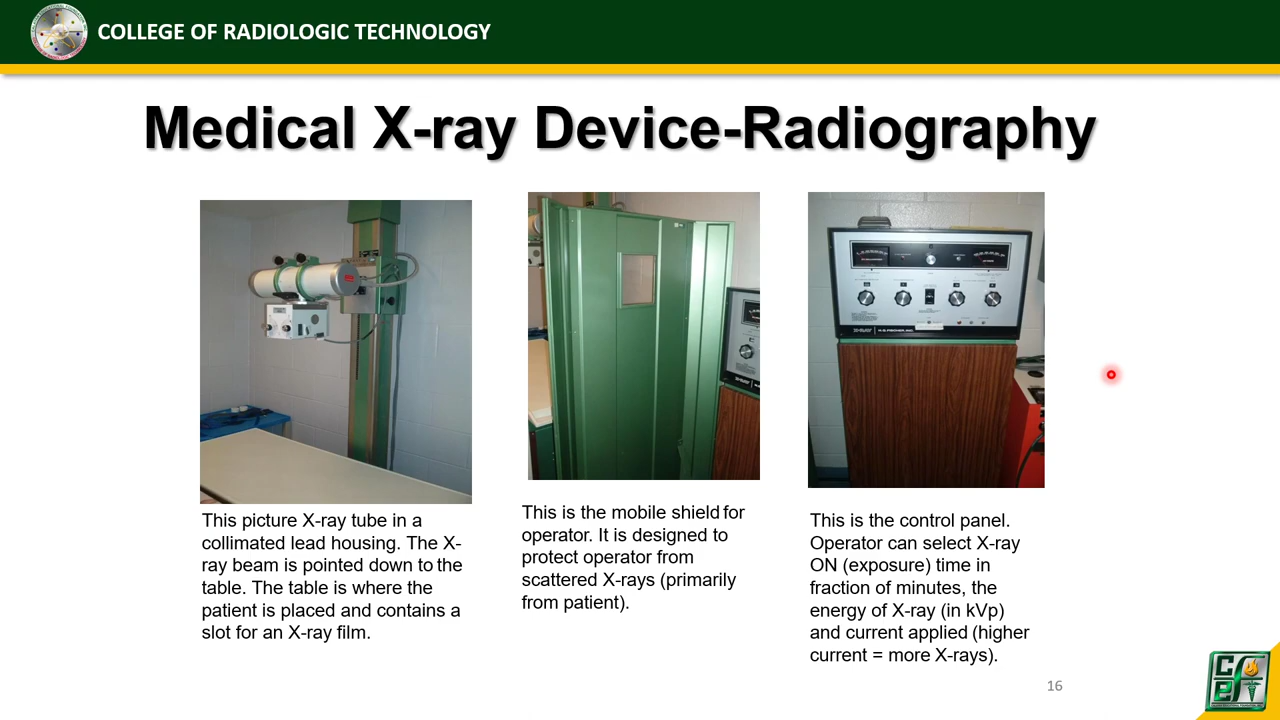 COLLEGE OF RADIOLOGIC TECHNOLOGY
Medical X-ray Device-Radiography
This picture X-ray tube in a
collimated lead housing. The X-
ray beam is pointed down to the
table. The table is where the
patient is placed and contains a
slot for an X-ray film.
This is the mobile shield for
operator. It is designed to
protect operator from
scattered X-rays (primarily
from patient).
This is the control panel.
Operator can select X-ray
ON (exposure) time in
fraction of minutes, the
energy of X-ray (in kVp)
and current applied (higher
current = more X-rays).
16